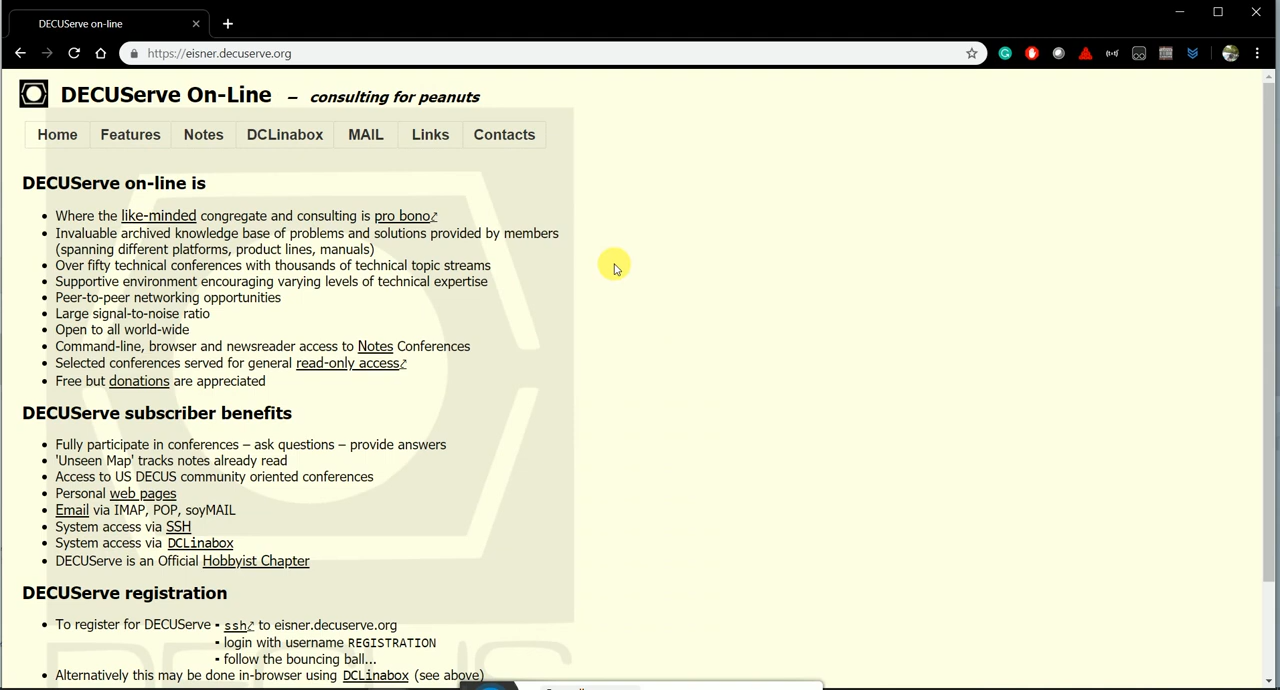 DECUServe on-line
https://eisner.decuserve.org
DECUServe On-Line – consulting for peanuts
Home Features Notes DCLinabox MAIL Links Contacts
DECUServe on-line is
• Where the like-minded congregate and consulting is pro bono
• Invaluable archived knowledge base of problems and solutions provided by members
(spanning different platforms, product lines, manuals)
• Over fifty technical conferences with thousands of technical topic streams
• Supportive environment encouraging varying levels of technical expertise
• Peer-to-peer networking opportunities
• Large signal-to-noise ratio
• Open to all world-wide
• Command-line, browser and newsreader access to Notes Conferences
• Selected conferences served for general read-only access
• Free but donations are appreciated
DECUServe subscriber benefits
• Fully participate in conferences – ask questions – provide answers
• 'Unseen Map' tracks notes already read
• Access to US DECUS community oriented conferences
• Personal web pages
• Email via IMAP, POP, soyMAIL
• System access via SSH
• System access via DCLinabox
• DECUServe is an Official Hobbyist Chapter
DECUServe registration
• To register for DECUServe ▪ ssh to eisner.decuserve.org
▪ login with username REGISTRATION
▪ follow the bouncing ball...
• Alternatively this may be done in-browser using DCLinabox (see above)